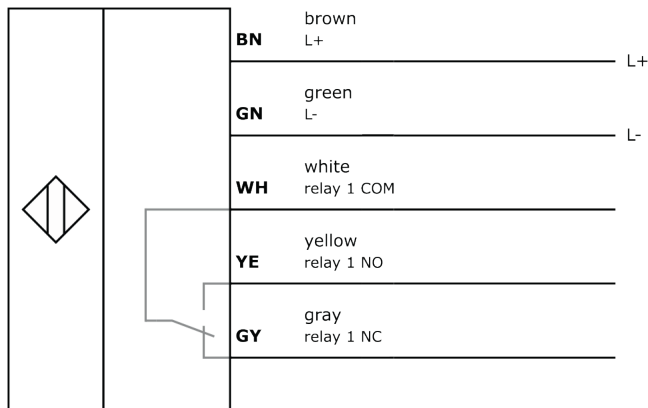 brown
BN L+
L+
green
GN L-
L-
white
WH relay 1 COM
yellow
YE relay 1 NO
gray
GY relay 1 NC